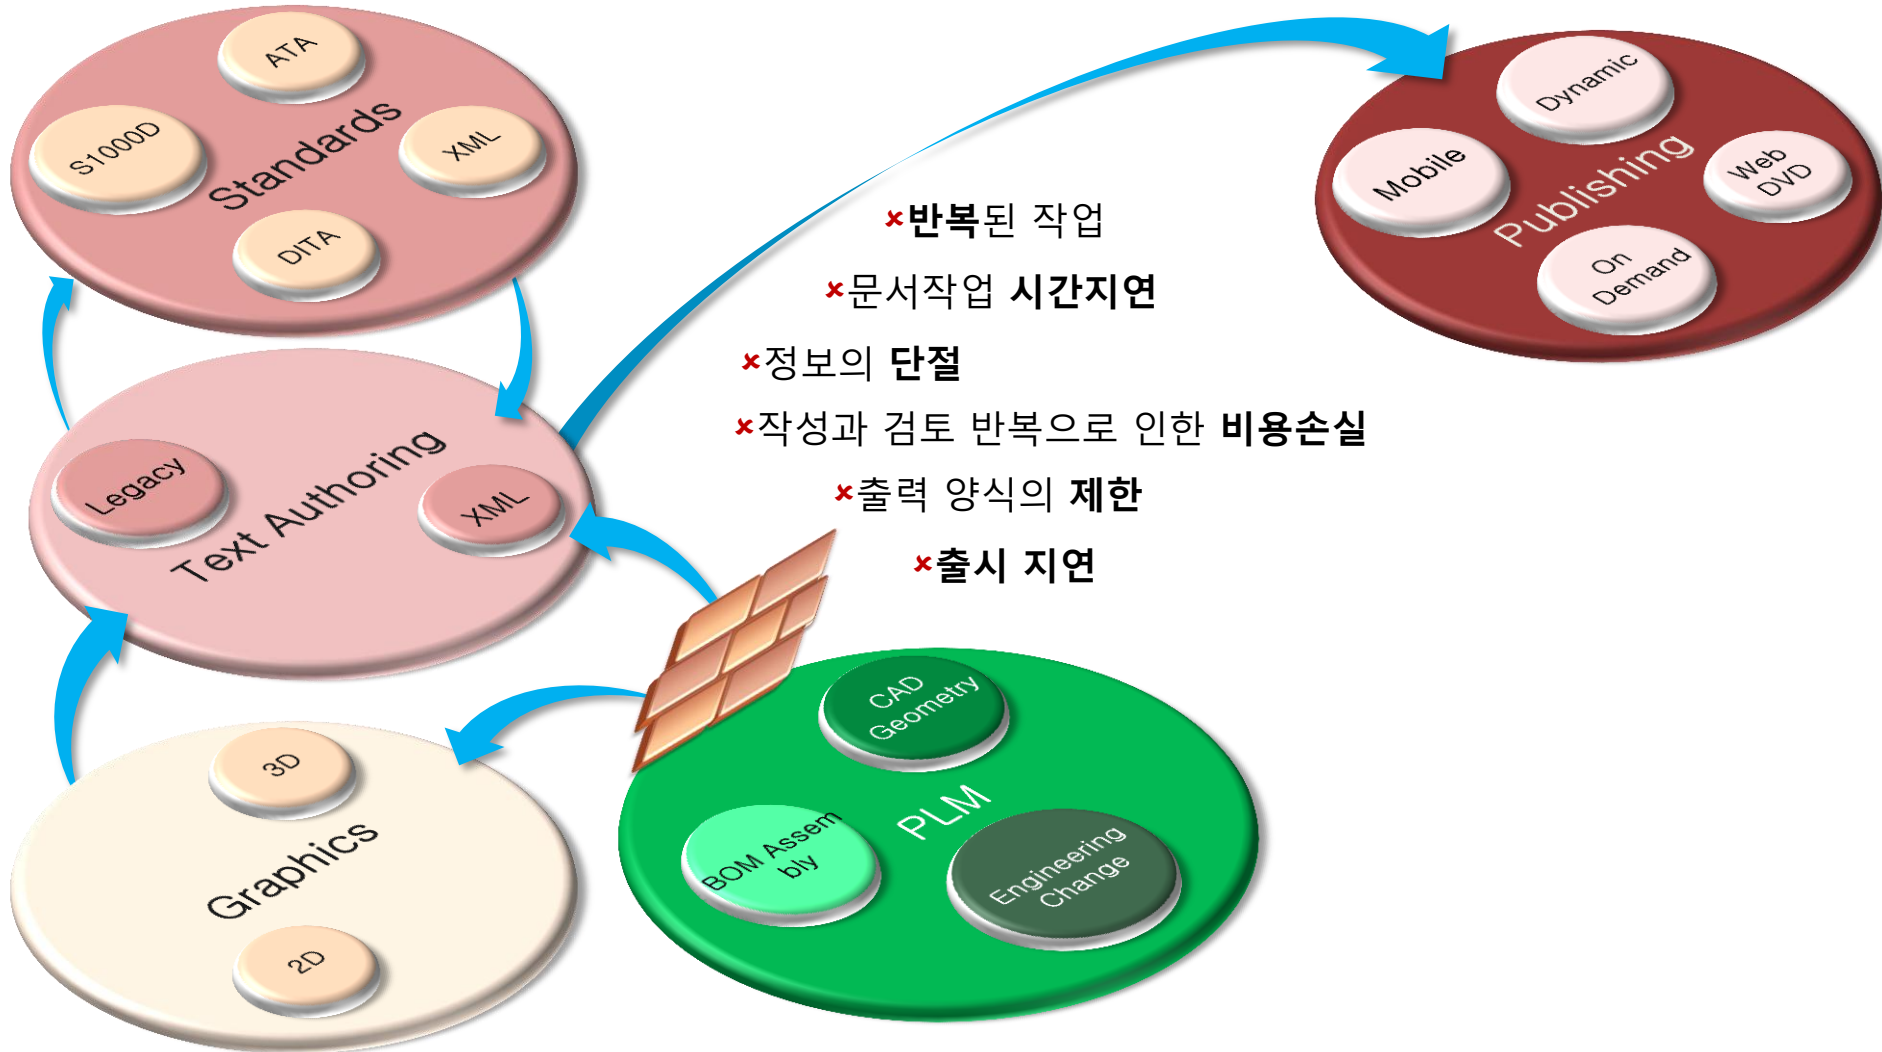 ATA
S1000D
Standards
XML
DITA
Legacy
Text Authoring
XML
3D
Graphics
2D
Dynamic
Mobile
Publishing
Web
DVD
On
Demand
×반복된 작업
×문서작업 시간지연
×정보의 단절
×작성과 검토 반복으로 인한 비용손실
×출력 양식의 제한
×출시 지연
CAD
Geometry
PLM
BOM Assem
bly
Engineering
Change